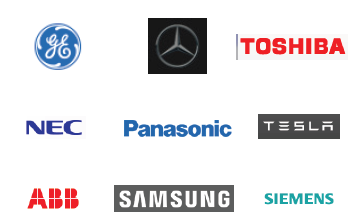 GE
TOSHIBA
NEC
Panasonic
TESLA
ABB
SAMSUNG
SIEMENS